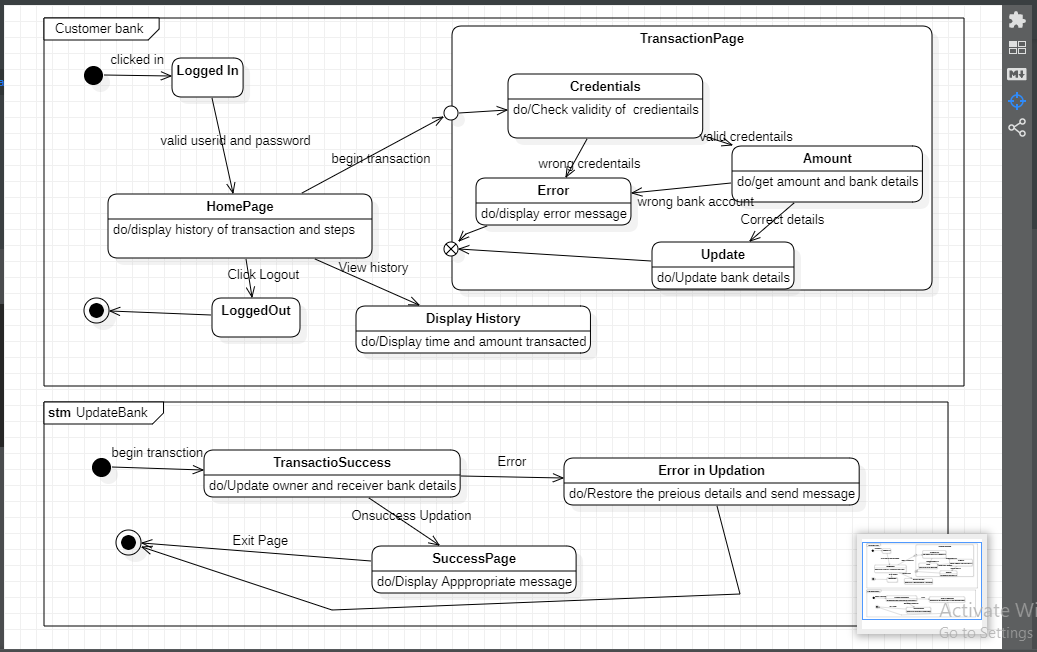 Customer bank
TransactionPage
clicked in
Logged In
Credentials
do/Check validity of credientails
valid userid and password
begin transaction
valid credentails
wrong credentails
Amount
do/get amount and bank details
Error
do/display error message
wrong bank account
Correct details
HomePage
do/display history of transaction and steps
Update
do/Update bank details
Click Logout
View history
LoggedOut
Display History
do/Display time and amount transacted
stm UpdateBank
begin transction
TransactioSuccess
do/Update owner and receiver bank details
Error
Error in Updation
do/Restore the preious details and send message
Onsuccess Updation
Exit Page
SuccessPage
do/Display Apppropriate message
M
Activate Wi
Go to Settings